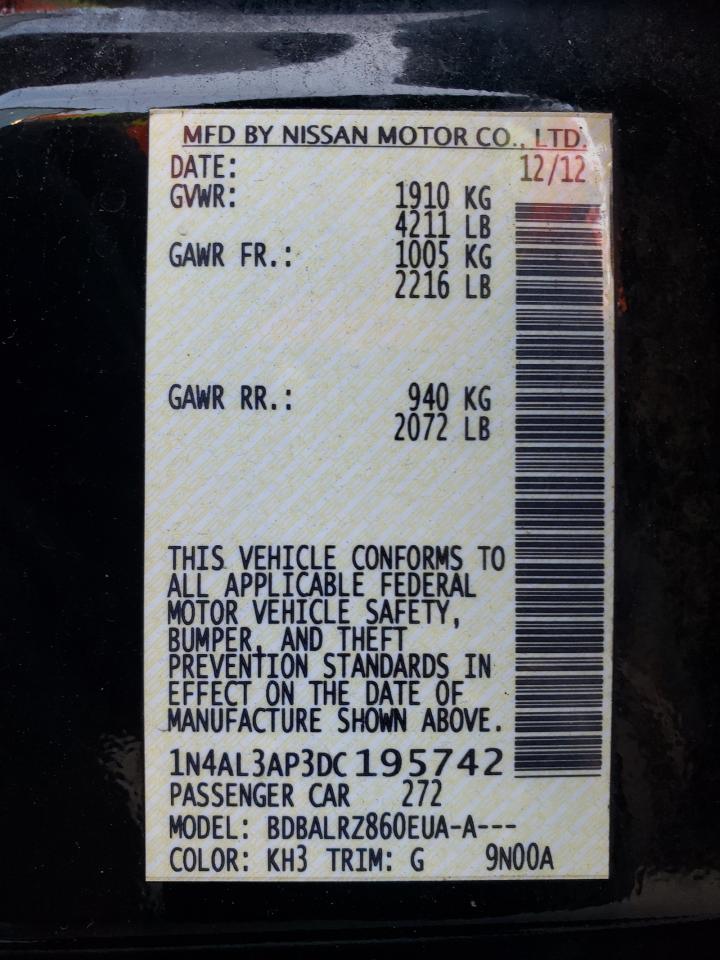 MFD BY NISSAN MOTOR CO., LTD.
DATE: 12/12
GVWR: 1910 KG
4211 LB
GAWR FR.: 1005 KG
2216 LB
GAWR RR.: 940 KG
2072 LB
THIS VEHICLE CONFORMS TO
ALL APPLICABLE FEDERAL
MOTOR VEHICLE SAFETY,
BUMPER, AND THEFT
PREVENTION STANDARDS IN
EFFECT ON THE DATE OF
MANUFACTURE SHOWN ABOVE.
1N4AL3AP3DC195742
PASSENGER CAR 272
MODEL: BDBALRZ860EUA-A---
COLOR: KH3 TRIM: G 9N00A